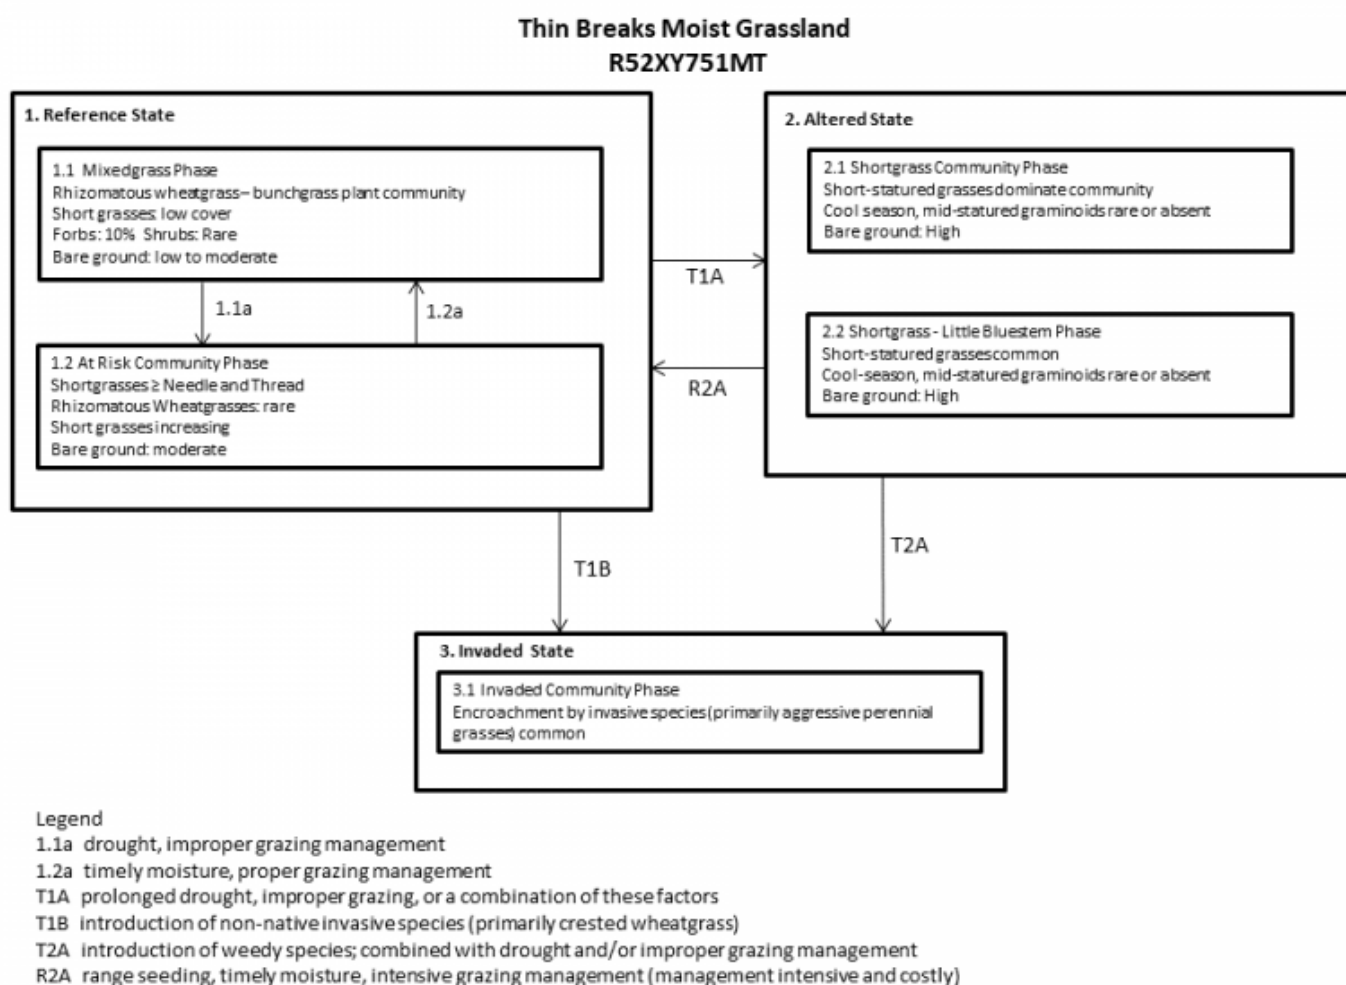 Thin Breaks Moist Grassland
R52XY751MT
1. Reference State
1.1 Mixedgrass Phase
Rhizomatous wheatgrass– bunchgrass plant community
Short grasses: low cover
Forbs: 10% Shrubs: Rare
Bare ground: low to moderate
1.1a
1.2a
1.2 At Risk Community Phase
Shortgrasses ≥ Needle and Thread
Rhizomatous Wheatgrasses: rare
Short grasses increasing
Bare ground: moderate
T1A
R2A
2. Altered State
2.1 Shortgrass Community Phase
Short-statured grasses dominate community
Cool season, mid-statured graminoids rare or absent
Bare ground: High
2.2 Shortgrass - Little Bluestem Phase
Short-statured grasses common
Cool-season, mid-statured graminoids rare or absent
Bare ground: High
T1B
T2A
3. Invaded State
3.1 Invaded Community Phase
Encroachment by invasive species (primarily aggressive perennial
grasses) common
Legend
1.1a drought, improper grazing management
1.2a timely moisture, proper grazing management
T1A prolonged drought, improper grazing, or a combination of these factors
T1B introduction of non-native invasive species (primarily crested wheatgrass)
T2A introduction of weedy species; combined with drought and/or improper grazing management
R2A range seeding, timely moisture, intensive grazing management (management intensive and costly)